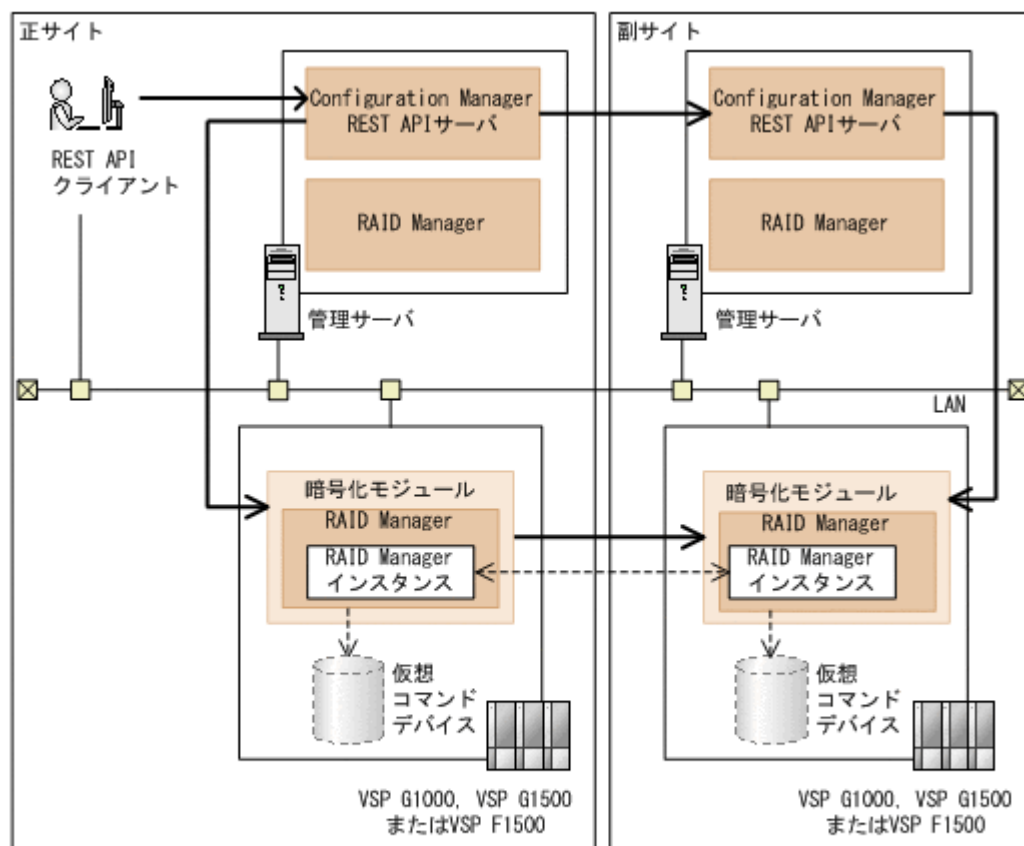 正サイト
副サイト
Configuration Manager
REST APIサーバ
Configuration Manager
REST APIサーバ
REST API
クライアント
RAID Manager
RAID Manager
管理サーバ
管理サーバ
LAN
暗号化モジュール
RAID Manager
RAID Manager
インスタンス
暗号化モジュール
RAID Manager
RAID Manager
インスタンス
仮想
コマンド
デバイス
仮想
コマンド
デバイス
VSP G1000, VSP G1500
またはVSP F1500
VSP G1000, VSP G1500
またはVSP F1500